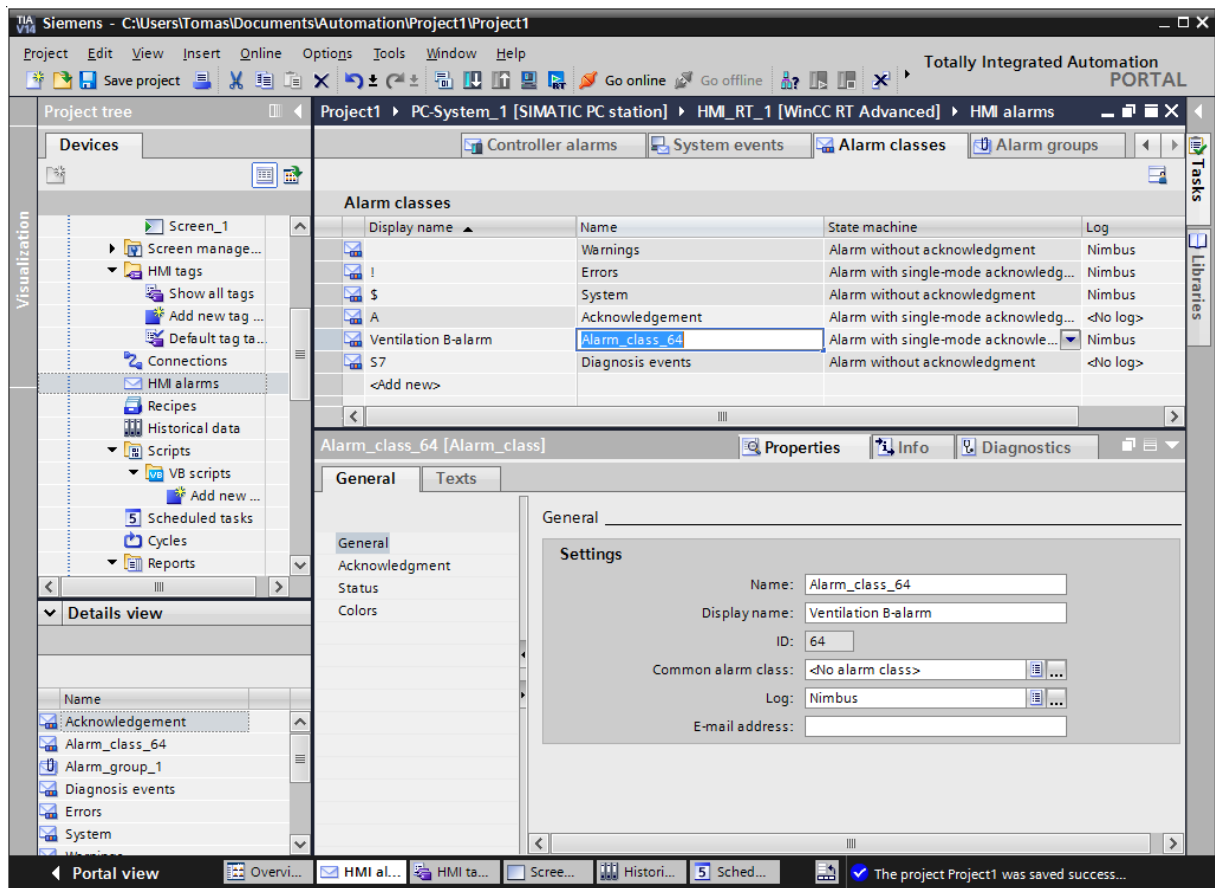 TIA V14 Siemens - C:\Users\Tomas\Documents\Automation\Project1\Project1
Project Edit View Insert Online Options Tools Window Help
Totally Integrated Automation
PORTAL
Save project Go online Go offline
Project tree
Project1 PC-System_1 [SIMATIC PC station] HMI_RT_1 [WinCC RT Advanced] HMI alarms
Devices
Controller alarms System events Alarm classes Alarm groups
Visualization
Screen_1
Screen manage...
HMI tags
Show all tags
Add new tag ...
Default tag ta...
Connections
HMI alarms
Recipes
Historical data
Scripts
VB scripts
Add new ...
5 Scheduled tasks
Cycles
Reports
Alarm classes
Display name Name State machine Log
Warnings Alarm without acknowledgment Nimbus
! Errors Alarm with single-mode acknowledg... Nimbus
$ System Alarm without acknowledgment Nimbus
A Acknowledgement Alarm with single-mode acknowledg... <No log>
Ventilation B-alarm Alarm_class_64 Alarm with single-mode acknowle... Nimbus
S7 Diagnosis events Alarm without acknowledgment <No log>
<Add new>
Tasks
Libraries
Alarm_class_64 [Alarm_class]
Properties Info Diagnostics
General Texts
General
Acknowledgment
Status
Colors
General
Settings
Name: Alarm_class_64
Display name: Ventilation B-alarm
ID: 64
Common alarm class: <No alarm class> ...
Log: Nimbus ...
E-mail address:
Details view
Name
Acknowledgement
Alarm_class_64
Alarm_group_1
Diagnosis events
Errors
System
Portal view Overvi... HMI al... HMI ta... Scree... Histori... 5 Sched... The project Project1 was saved success...